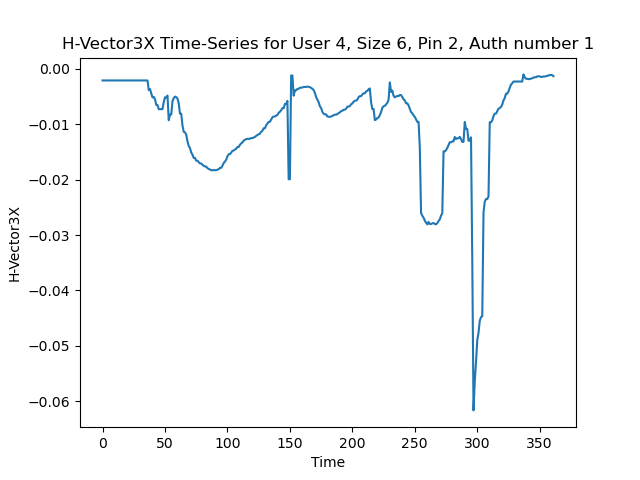 H-Vector3X Time-Series for User 4, Size 6, Pin 2, Auth number 1
0.00
−0.01
−0.02
−0.03
−0.04
−0.05
−0.06
H-Vector3X
0 50 100 150 200 250 300 350
Time